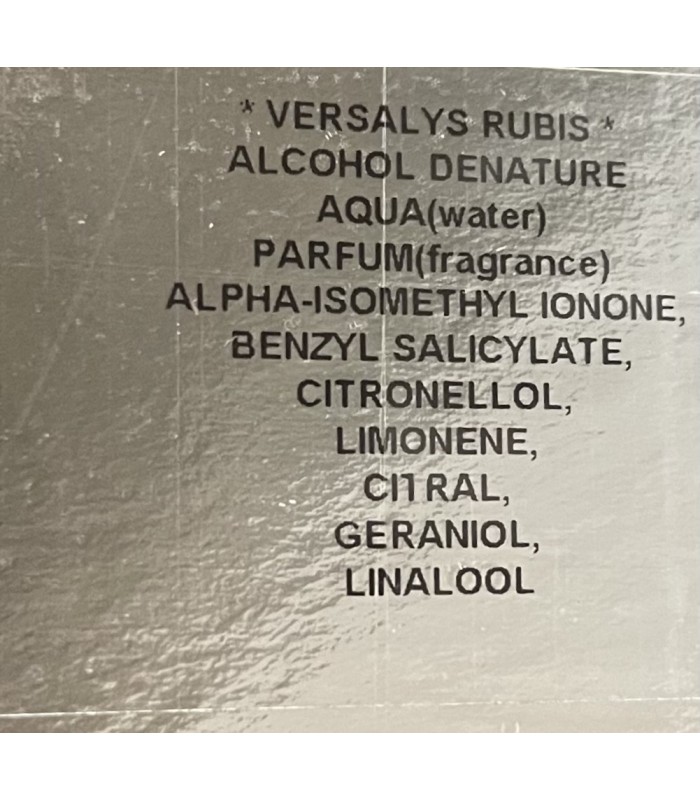 * VERSALYS RUBIS *
ALCOHOL DENATURE
AQUA(water)
PARFUM(fragrance)
ALPHA-ISOMETHYL IONONE,
BENZYL SALICYLATE,
CITRONELLOL,
LIMONENE,
CITRAL,
GERANIOL,
LINALOOL